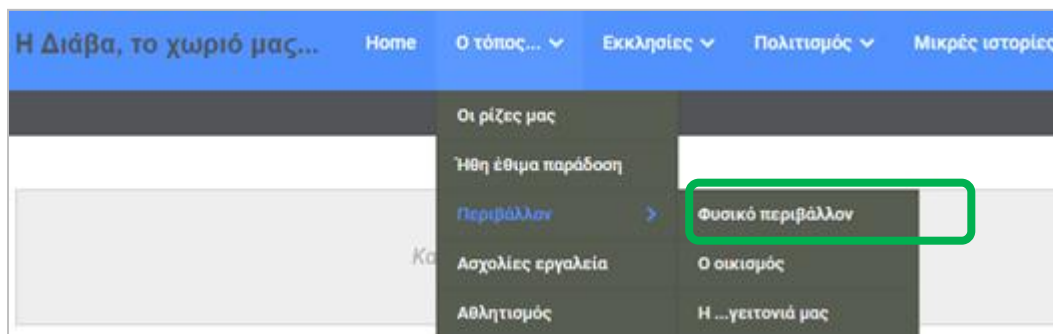 Η Διάβα, το χωριό μας... Home Ο τόπος... Εκκλησίες Πολιτισμός Μικρές ιστορίες
Οι ρίζες μας
Ήθη έθιμα παράδοση
Περιβάλλον Φυσικό περιβάλλον
Ασχολίες εργαλεία Ο οικισμός
Αθλητισμός Η ...γειτονιά μας